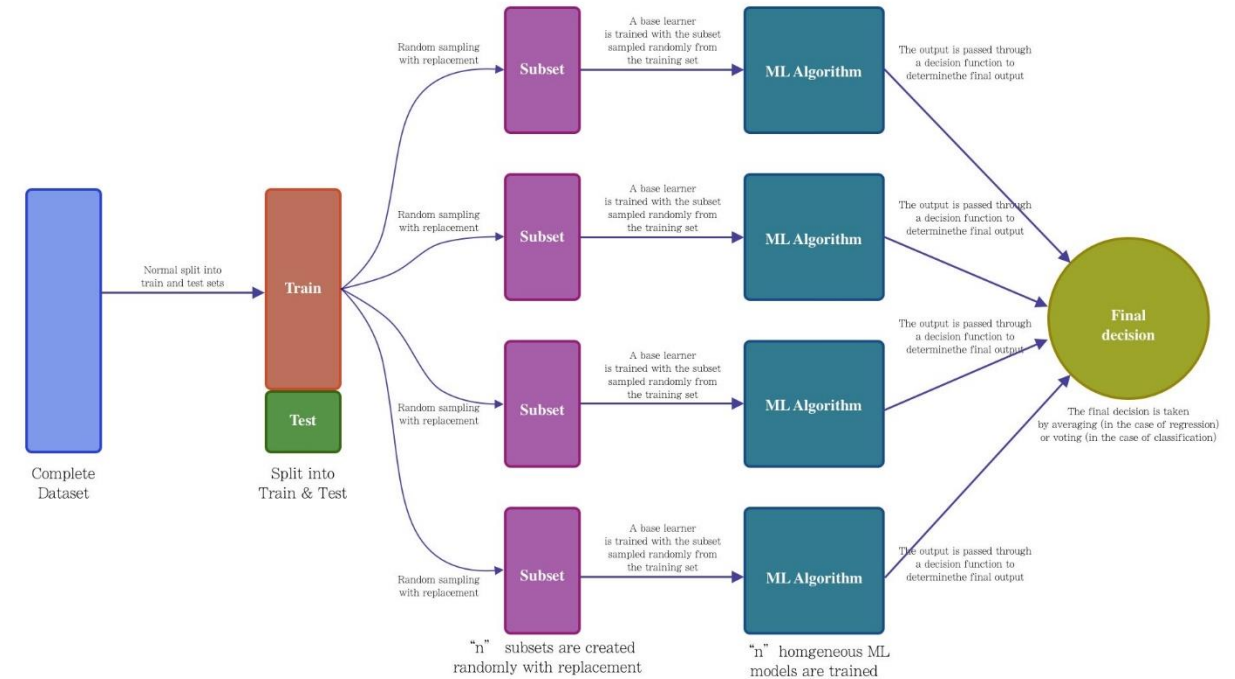 A base learner
is trained with the subset
sampled randomly from
the training set
Random sampling
with replacement
Subset
ML Algorithm
The output is passed through
a decision function to
determinethe final output
A base learner
is trained with the subset
sampled randomly from
the training set
Random sampling
with replacement
Subset
ML Algorithm
The output is passed through
a decision function to
determinethe final output
Normal split into
train and test sets
Train
Test
Complete
Dataset
Split into
Train & Test
A base learner
is trained with the subset
sampled randomly from
the training set
Random sampling
with replacement
Subset
ML Algorithm
The output is passed through
a decision function to
determinethe final output
Final
decision
The final decision is taken
by averaging (in the case of regression)
or voting (in the case of classification)
A base learner
is trained with the subset
sampled randomly from
the training set
Random sampling
with replacement
Subset
ML Algorithm
The output is passed through
a decision function to
determinethe final output
“n” subsets are created
randomly with replacement
“n” homgeneous ML
models are trained